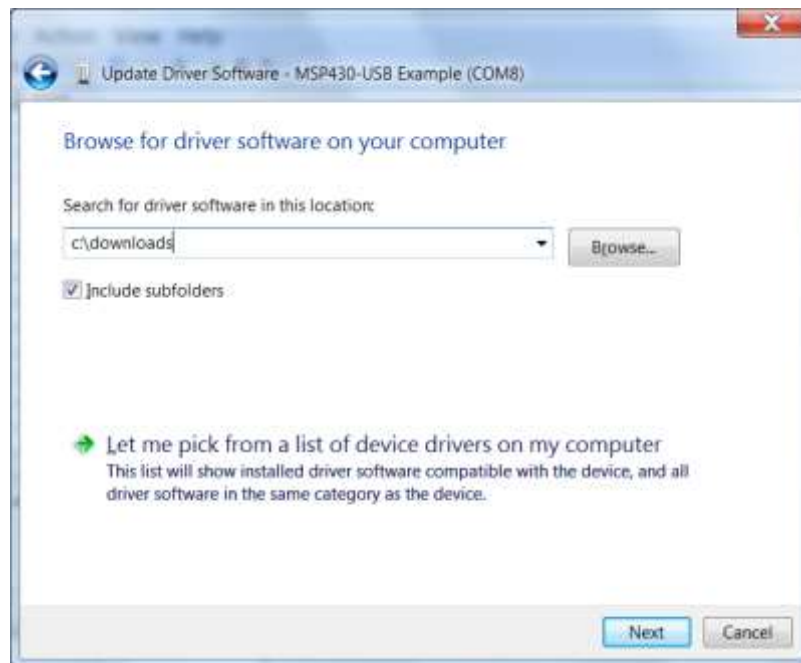 Action View Help
Update Driver Software - MSP430-USB Example (COM8)
Browse for driver software on your computer
Search for driver software in this location:
c:\downloads
Browse...
Include subfolders
Let me pick from a list of device drivers on my computer
This list will show installed driver software compatible with the device, and all
driver software in the same category as the device.
Next
Cancel